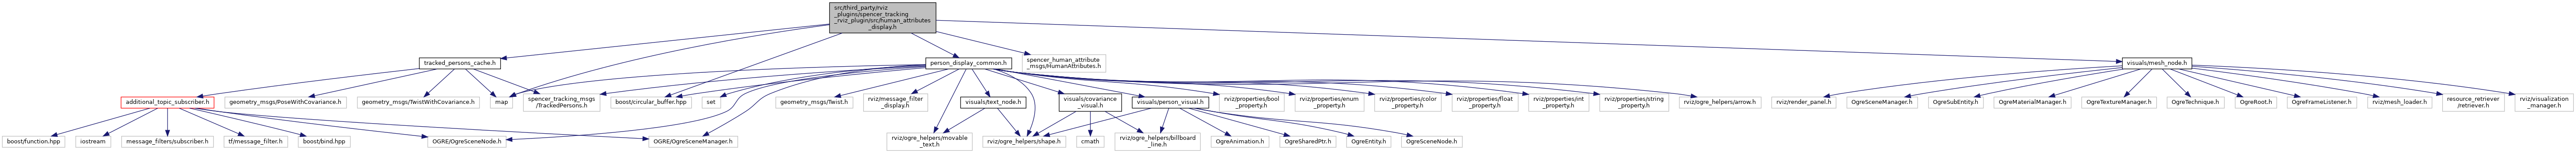 src/third_party/rviz
_plugins/spencer_tracking
_rviz_plugin/src/human_attributes
_display.h
tracked_persons_cache.h
person_display_common.h
spencer_human_attribute
_msgs/HumanAttributes.h
visuals/mesh_node.h
additional_topic_subscriber.h
geometry_msgs/PoseWithCovariance.h
geometry_msgs/TwistWithCovariance.h
map
spencer_tracking_msgs
/TrackedPersons.h
boost/circular_buffer.hpp
set
geometry_msgs/Twist.h
rviz/message_filter
_display.h
visuals/text_node.h
visuals/covariance
_visual.h
visuals/person_visual.h
rviz/properties/bool
_property.h
rviz/properties/enum
_property.h
rviz/properties/color
_property.h
rviz/properties/float
_property.h
rviz/properties/int
_property.h
rviz/properties/string
_property.h
rviz/ogre_helpers/arrow.h
rviz/render_panel.h
OgreSceneManager.h
OgreSubEntity.h
OgreMaterialManager.h
OgreTextureManager.h
OgreTechnique.h
OgreRoot.h
OgreFrameListener.h
rviz/mesh_loader.h
resource_retriever
/retriever.h
rviz/visualization
_manager.h
boost/function.hpp
iostream
message_filters/subscriber.h
tf/message_filter.h
boost/bind.hpp
OGRE/OgreSceneNode.h
OGRE/OgreSceneManager.h
rviz/ogre_helpers/movable
_text.h
rviz/ogre_helpers/shape.h
cmath
rviz/ogre_helpers/billboard
_line.h
OgreAnimation.h
OgreSharedPtr.h
OgreEntity.h
OgreSceneNode.h